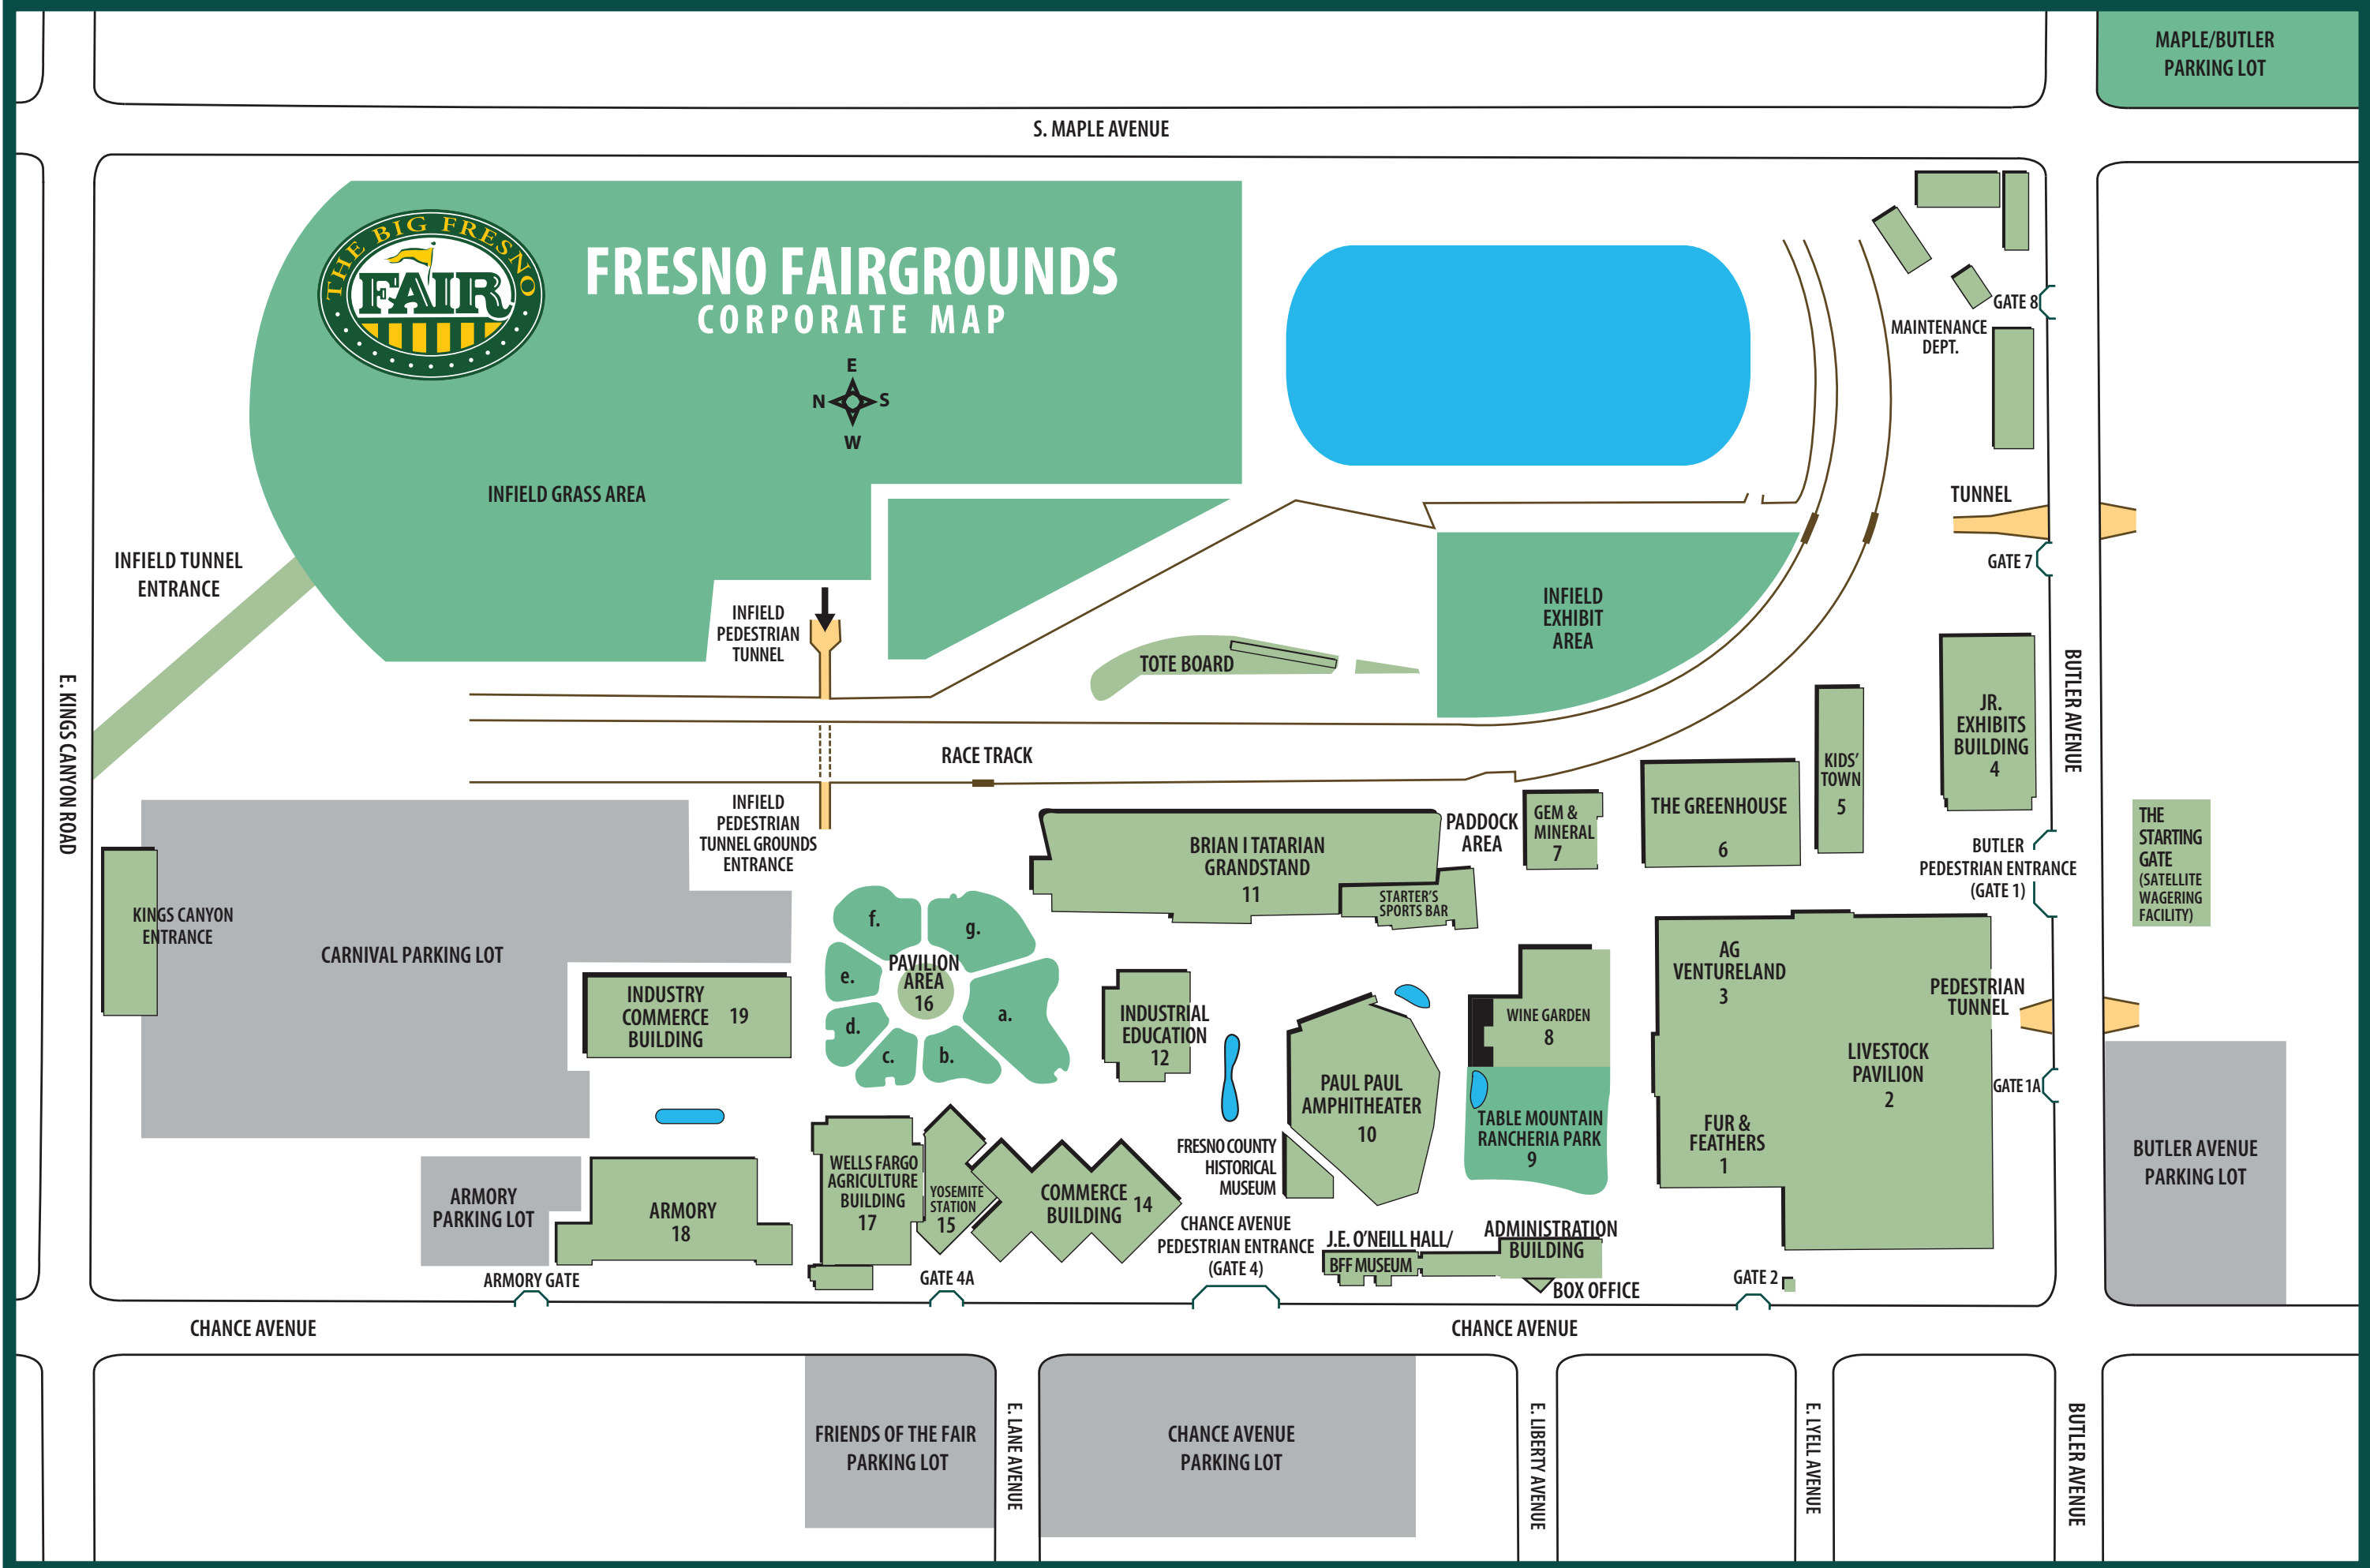 MAPLE/BUTLER
PARKING LOT
S. MAPLE AVENUE
THE BIG FRESNO
FAIR
FRESNO FAIRGROUNDS
CORPORATE MAP
E
N
S
W
GATE 8
MAINTENANCE
DEPT.
INFIELD GRASS AREA
TUNNEL
GATE 7
INFIELD TUNNEL
ENTRANCE
INFIELD
PEDESTRIAN
TUNNEL
INFIELD
EXHIBIT
AREA
TOTE BOARD
E. KINGS CANYON ROAD
BUTLER AVENUE
RACE TRACK
JR.
EXHIBITS
BUILDING
4
KIDS'
TOWN
5
THE GREENHOUSE
6
GEM &
MINERAL
7
PADDOCK
AREA
INFIELD
PEDESTRIAN
TUNNEL GROUNDS
ENTRANCE
BRIAN I TATARIAN
GRANDSTAND
11
STARTER'S
SPORTS BAR
BUTLER
PEDESTRIAN ENTRANCE
(GATE 1)
THE
STARTING
GATE
(SATELLITE
WAGERING
FACILITY)
KINGS CANYON
ENTRANCE
CARNIVAL PARKING LOT
f.
g.
e.
PAVILION
AREA
16
a.
d.
c.
b.
INDUSTRY
COMMERCE
BUILDING
19
INDUSTRIAL
EDUCATION
12
WINE GARDEN
8
AG
VENTURELAND
3
PEDESTRIAN
TUNNEL
LIVESTOCK
PAVILION
2
GATE 1A
PAUL PAUL
AMPHITHEATER
10
TABLE MOUNTAIN
RANCHERIA PARK
9
FUR &
FEATHERS
1
BUTLER AVENUE
PARKING LOT
FRESNO COUNTY
HISTORICAL
MUSEUM
ARMORY
PARKING LOT
ARMORY
18
WELLS FARGO
AGRICULTURE
BUILDING
17
YOSEMITE
STATION
15
COMMERCE
BUILDING
14
CHANCE AVENUE
PEDESTRIAN ENTRANCE
(GATE 4)
J.E. O'NEILL HALL/
BFF MUSEUM
ADMINISTRATION
BUILDING
BOX OFFICE
GATE 2
ARMORY GATE
GATE 4A
CHANCE AVENUE
CHANCE AVENUE
FRIENDS OF THE FAIR
PARKING LOT
E. LANE AVENUE
CHANCE AVENUE
PARKING LOT
E. LIBERTY AVENUE
E. LYELL AVENUE
BUTLER AVENUE